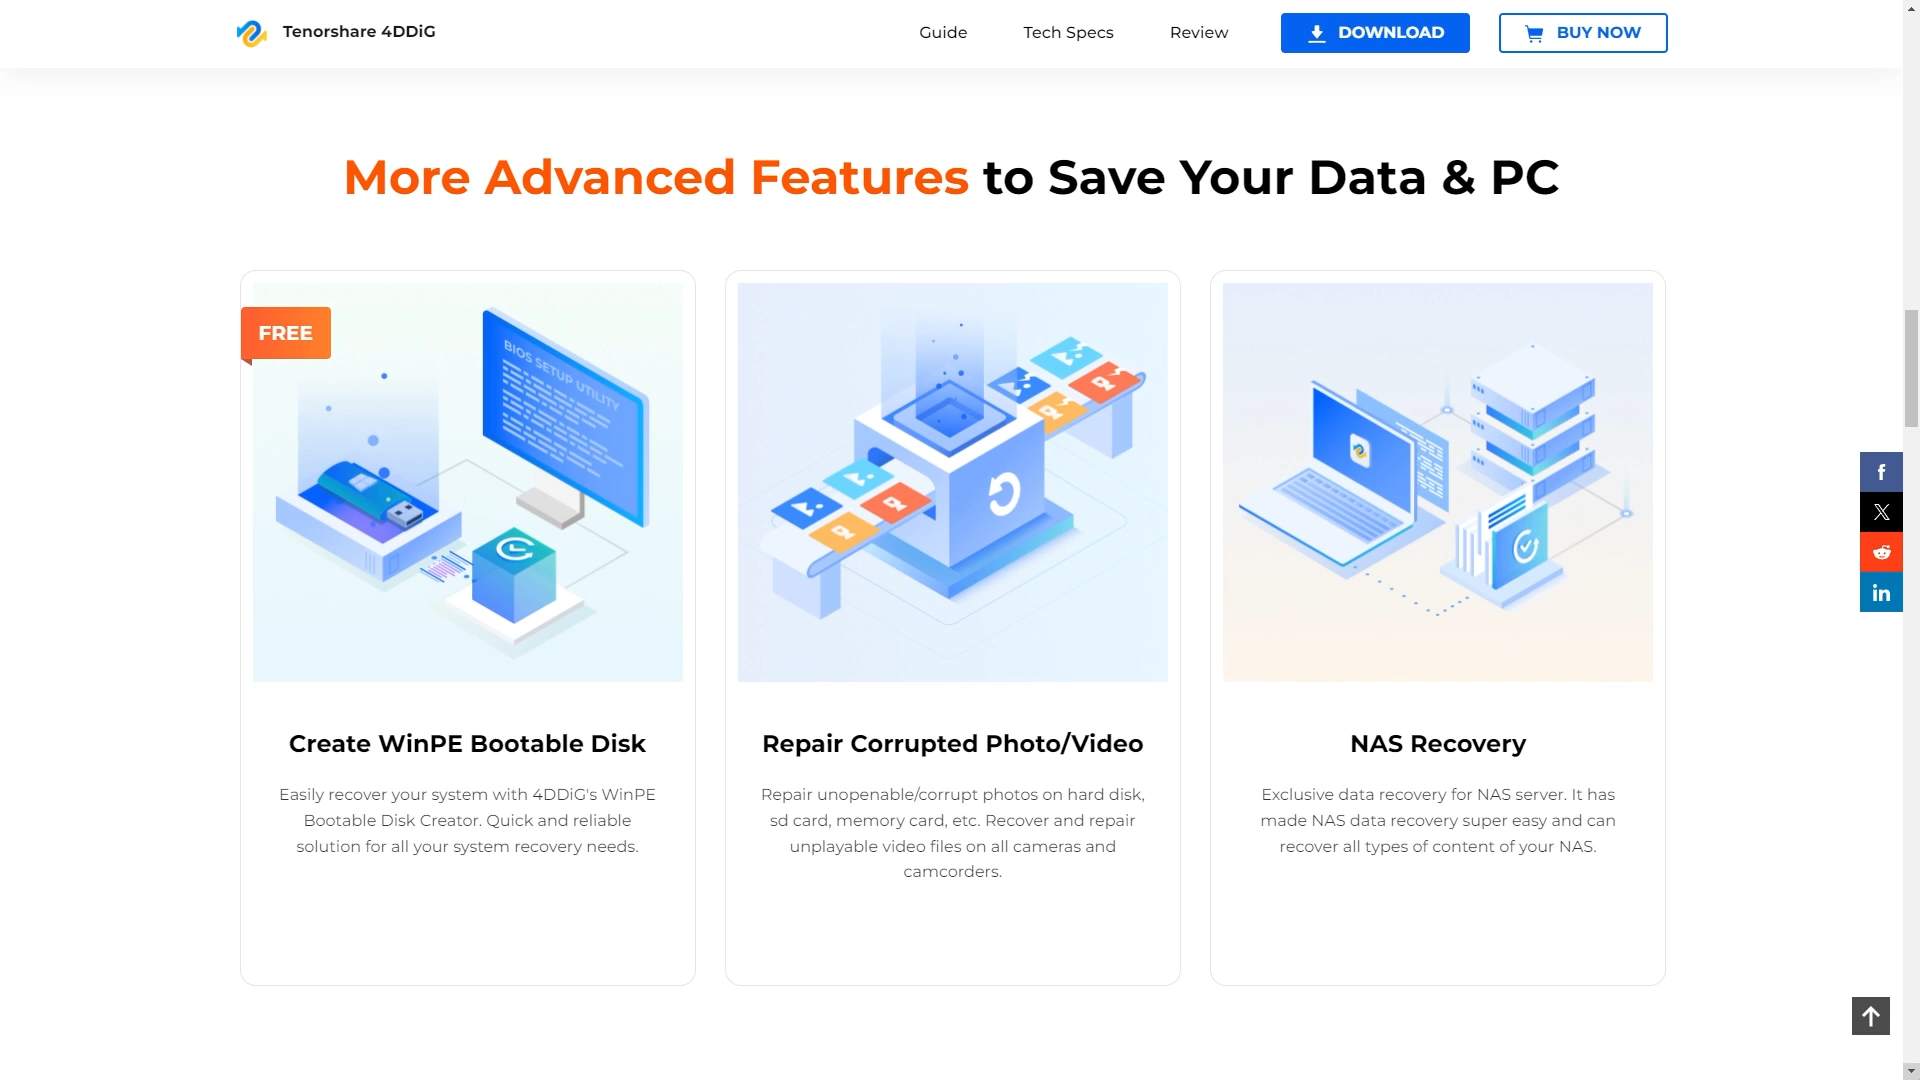 Tenorshare 4DDiG
Guide
Tech Specs
Review
DOWNLOAD
BUY NOW
More Advanced Features to Save Your Data & PC
FREE
BIOS SETUP UTILITY
Create WinPE Bootable Disk
Easily recover your system with 4DDiG's WinPE
Bootable Disk Creator. Quick and reliable
solution for all your system recovery needs.
Repair Corrupted Photo/Video
Repair unopenable/corrupt photos on hard disk,
sd card, memory card, etc. Recover and repair
unplayable video files on all cameras and
camcorders.
NAS Recovery
Exclusive data recovery for NAS server. It has
made NAS data recovery super easy and can
recover all types of content of your NAS.